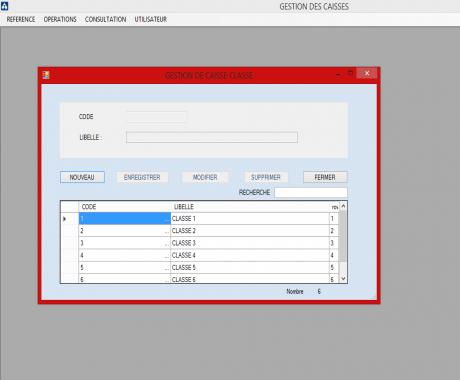 GESTION DES CAISSES
REFERENCE OPERATIONS CONSULTATION UTILISATEUR
GESTION DE CAISSE CLASSE
CODE
LIBELLE :
NOUVEAU ENREGISTRER MODIFIER SUPPRIMER FERMER
RECHERCHE
CODE LIBELLE
1 ... CLASSE 1 1
2 ... CLASSE 2 2
3 ... CLASSE 3 3
4 ... CLASSE 4 4
5 ... CLASSE 5 5
6 ... CLASSE 6 6
Nombre 6